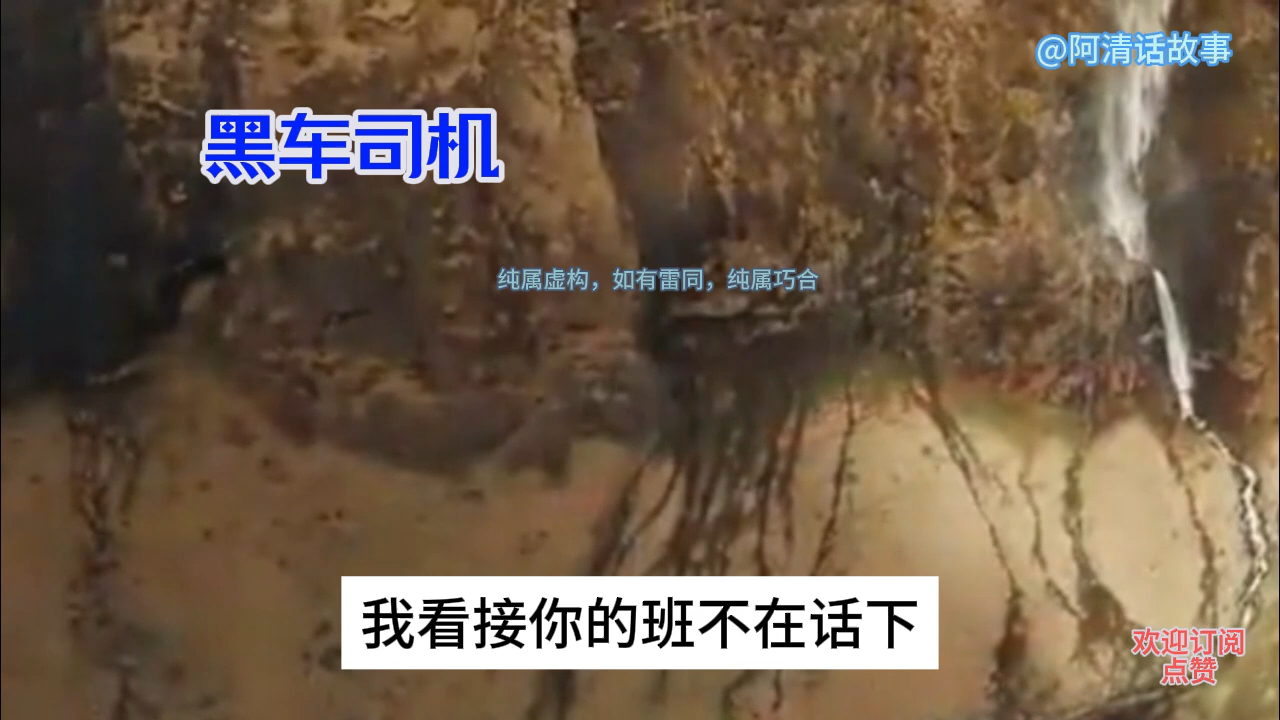 @阿清话故事
黑车司机
纯属虚构，如有雷同，纯属巧合
我看接你的班不在话下
欢迎订阅
点赞